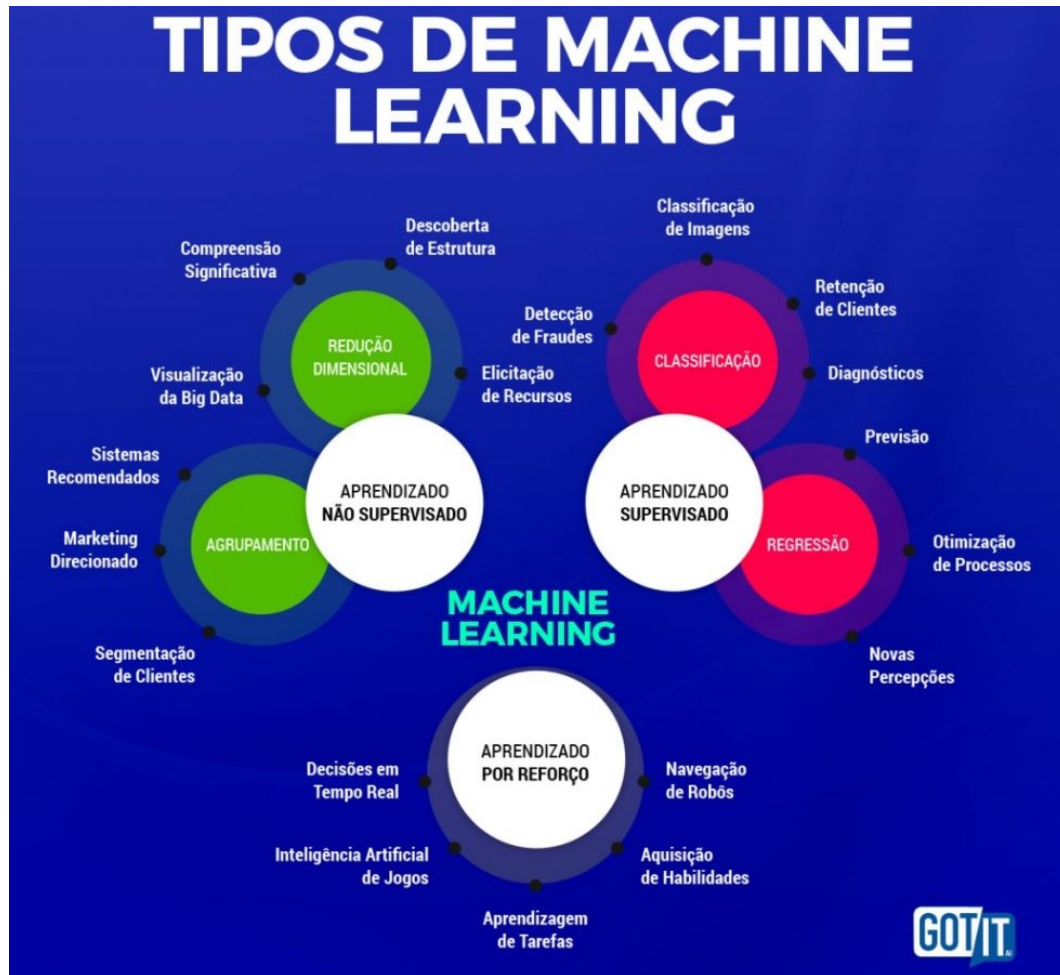 TIPOS DE MACHINE
LEARNING
Compreensão
Significativa
Descoberta
de Estrutura
Visualização
da Big Data
REDUÇÃO
DIMENSIONAL
Elicitação
de Recursos
Sistemas
Recomendados
Marketing
Direcionado
Segmentação
de Clientes
AGRUPAMENTO
APRENDIZADO
NÃO SUPERVISADO
Classificação
de Imagens
Detecção
de Fraudes
CLASSIFICAÇÃO
Retenção
de Clientes
Diagnósticos
APRENDIZADO
SUPERVISADO
Previsão
REGRESSÃO
Otimização
de Processos
Novas
Percepções
MACHINE
LEARNING
APRENDIZADO
POR REFORÇO
Decisões em
Tempo Real
Inteligência Artificial
de Jogos
Aprendizagem
de Tarefas
Navegação
de Robôs
Aquisição
de Habilidades
GOT/IT.AI